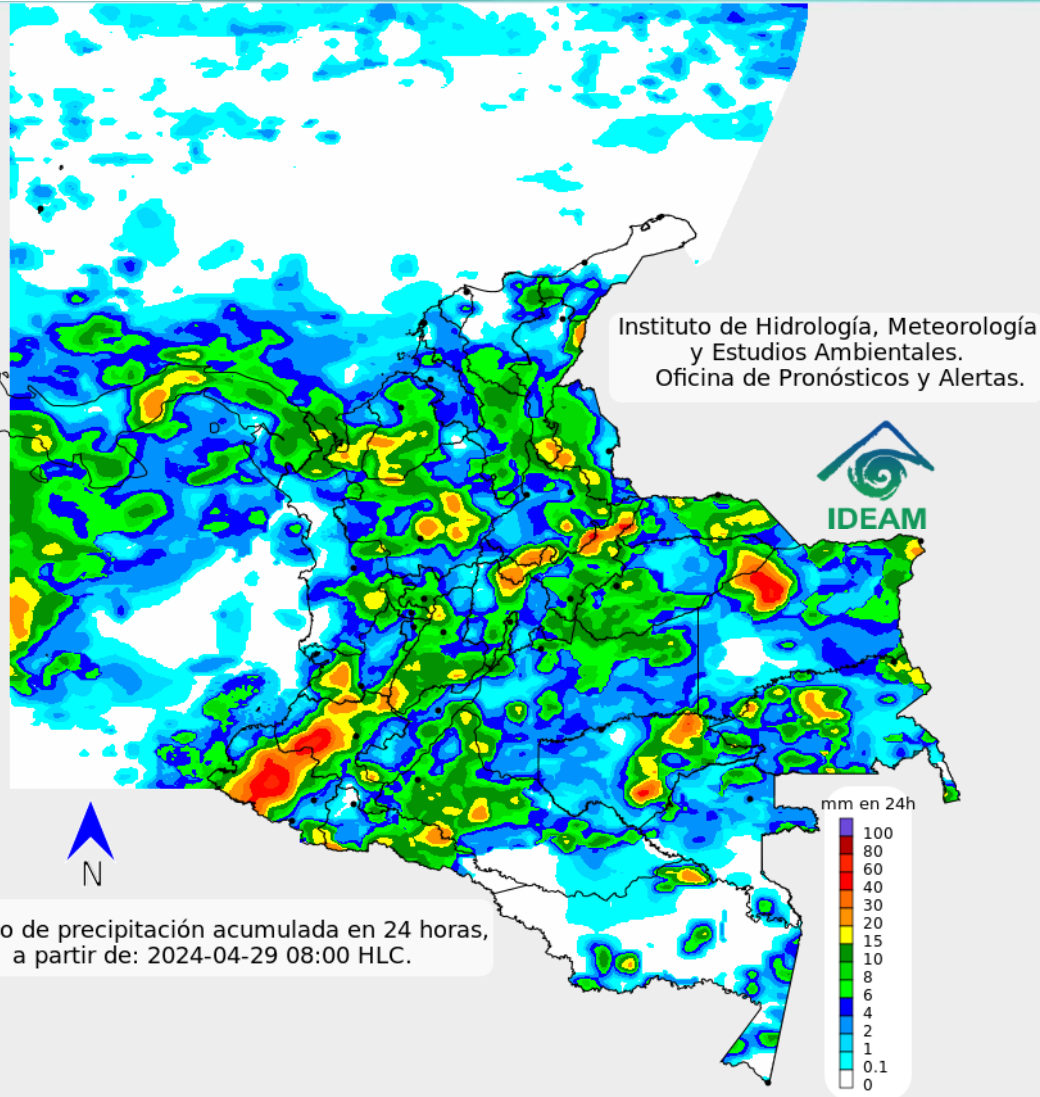 Instituto de Hidrología, Meteorología
y Estudios Ambientales.
Oficina de Pronósticos y Alertas.
IDEAM
N
o de precipitación acumulada en 24 horas,
a partir de: 2024-04-29 08:00 HLC.
mm en 24h
100
80
60
40
30
20
15
10
8
6
4
2
1
0.1
0